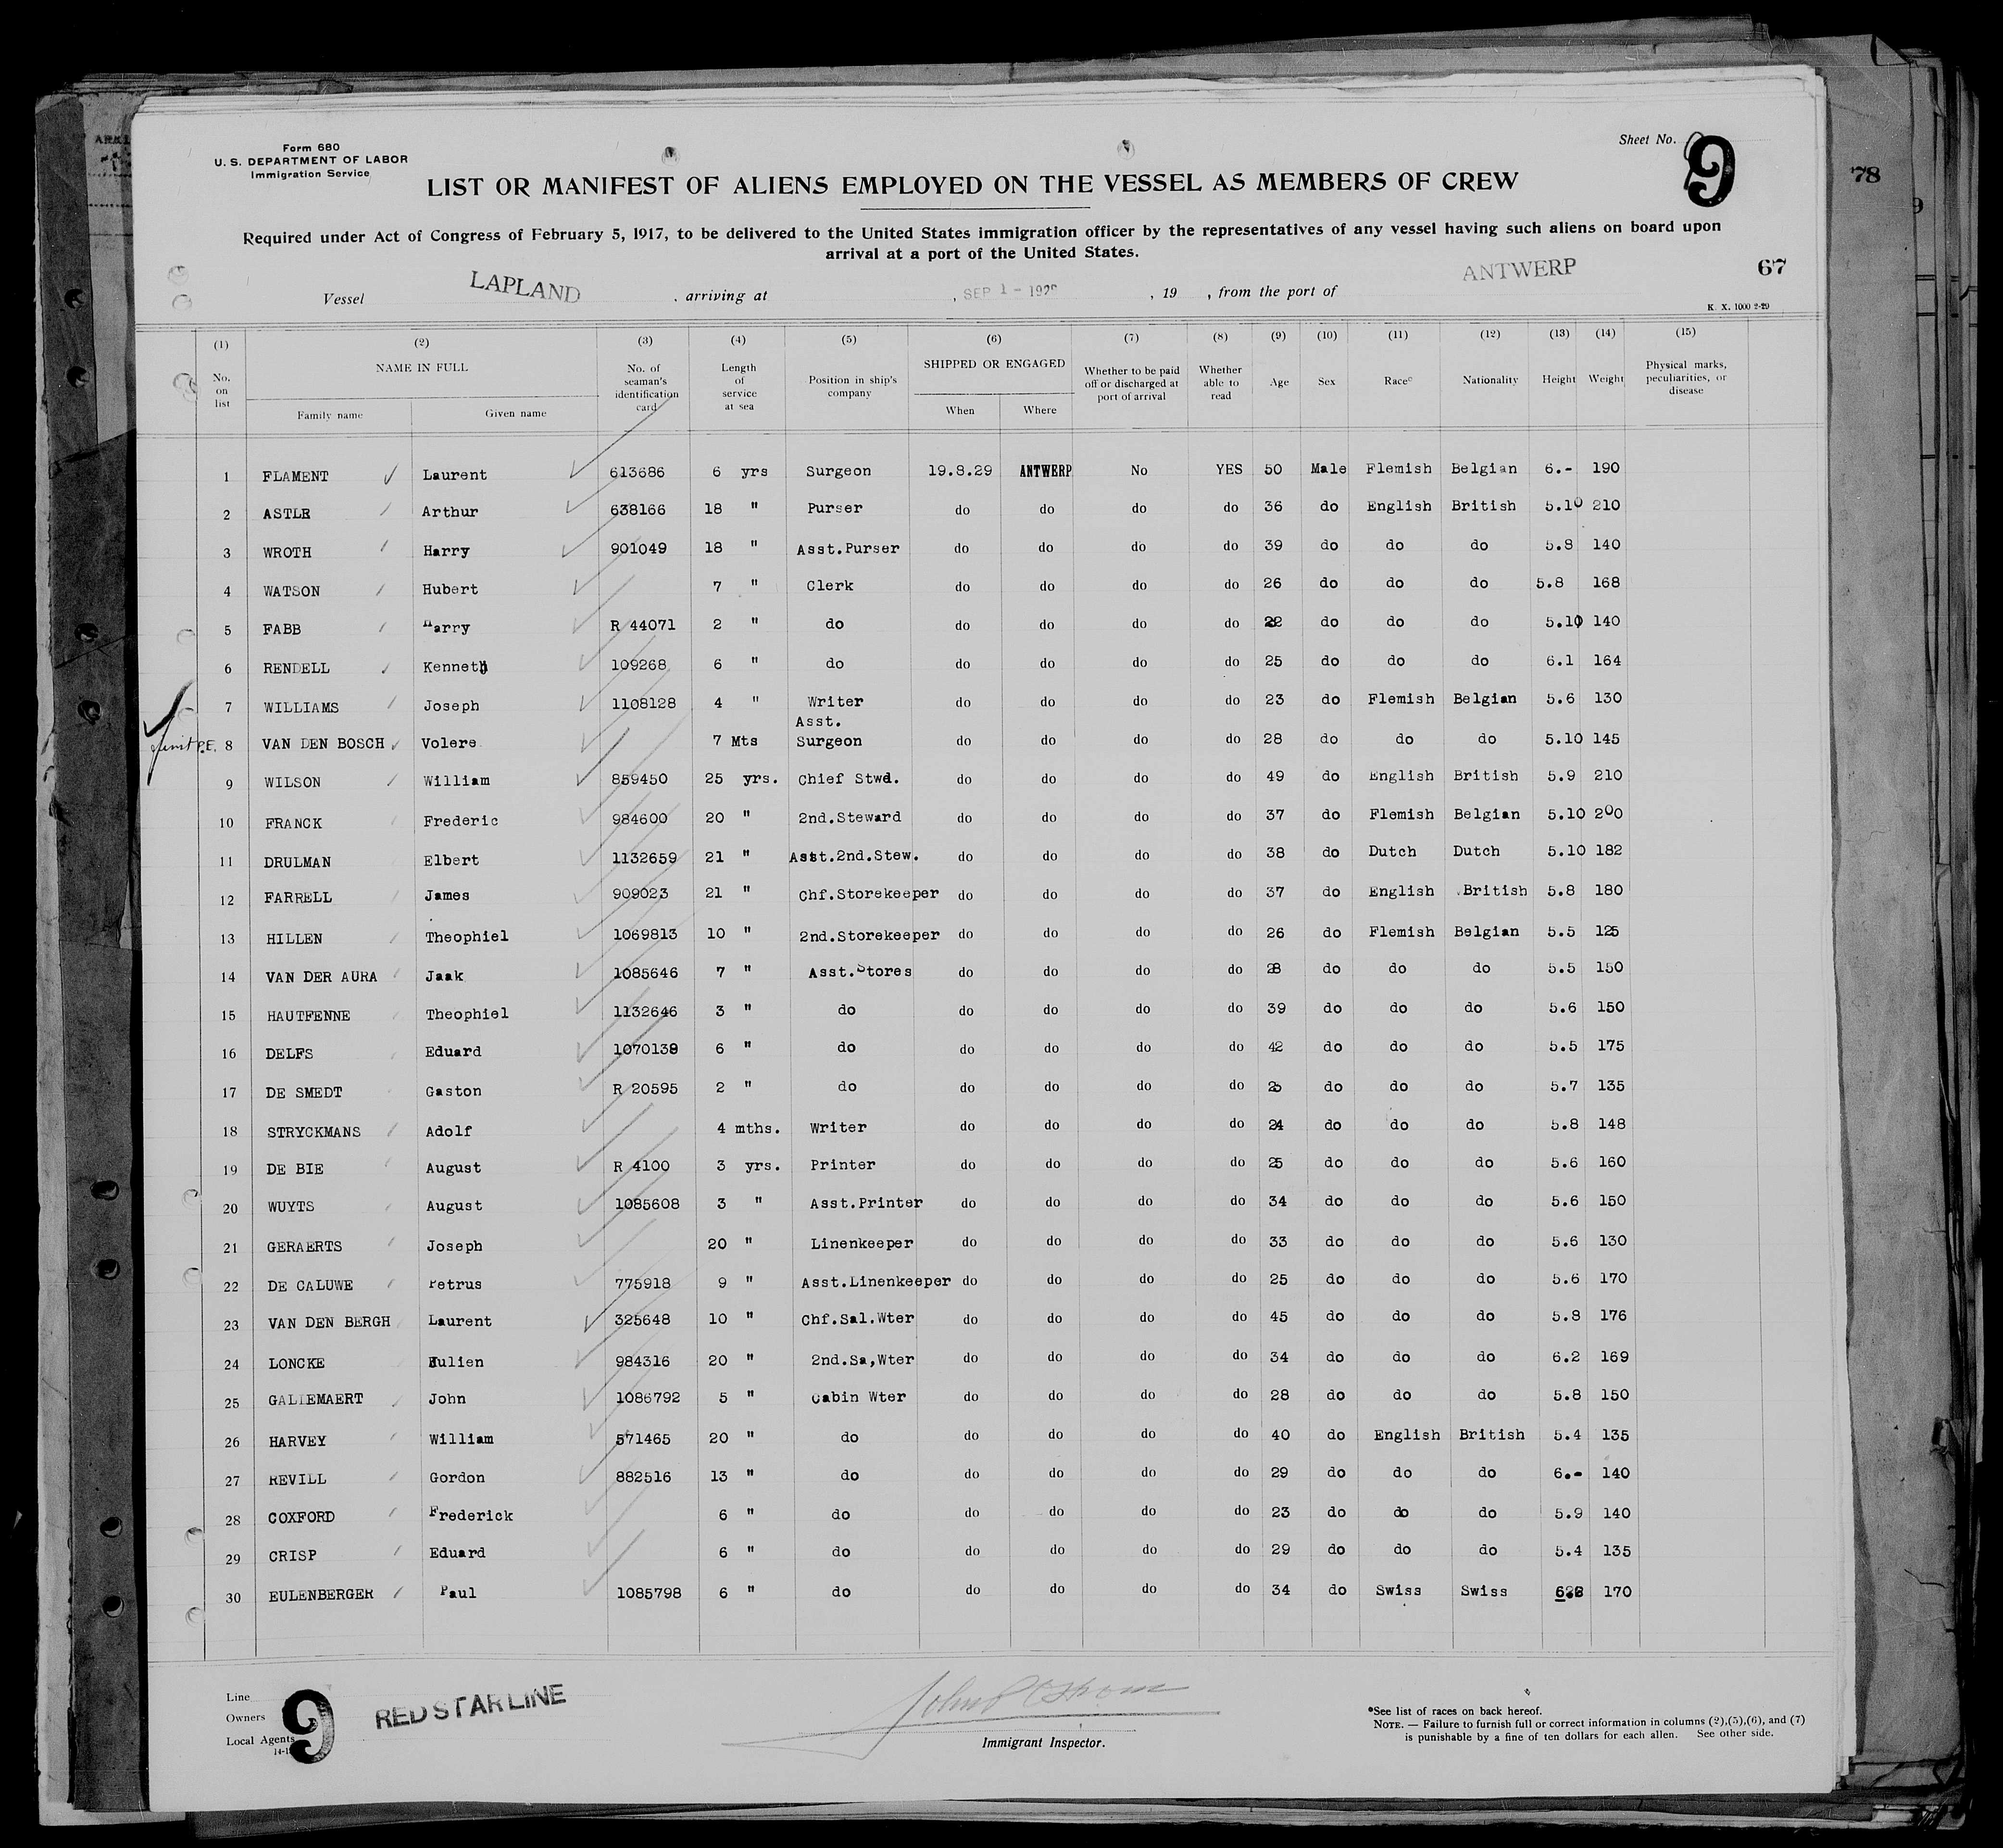 Form 680
U. S. DEPARTMENT OF LABOR
Immigration Service
Sheet No. 9
78
LIST OR MANIFEST OF ALIENS EMPLOYED ON THE VESSEL AS MEMBERS OF CREW
Required under Act of Congress of February 5, 1917, to be delivered to the United States immigration officer by the representatives of any vessel having such aliens on board upon
arrival at a port of the United States.
67
Vessel LAPLAND , arriving at , SEP 1 - 1929 , 19 , from the port of ANTWERP
K. X. 1000 2-29
(1) (2) (3) (4) (5) (6) (7) (8) (9) (10) (11) (12) (13) (14) (15)
No. on list NAME IN FULL Family name Given name No. of seaman's identification card Length of service at sea Position in ship's company SHIPPED OR ENGAGED When Where Whether to be paid off or discharged at port of arrival Whether able to read Age Sex Race* Nationality Height Weight Physical marks, peculiarities, or disease
1 FLAMENT Laurent 613686 6 yrs Surgeon 19.8.29 ANTWERP No YES 50 Male Flemish Belgian 6.- 190
2 ASTLE Arthur 638166 18 " Purser do do do do 36 do English British 5.10 210
3 WROTH Harry 901049 18 " Asst.Purser do do do do 39 do do do 5.8 140
4 WATSON Hubert 7 " Clerk do do do do 26 do do do 5.8 168
5 FABB Harry R 44071 2 " do do do do do 22 do do do 5.10 140
6 RENDELL Kenneth 109268 6 " do do do do do 25 do do do 6.1 164
7 WILLIAMS Joseph 1108128 4 " Writer do do do do 23 do Flemish Belgian 5.6 130
P.E. 8 VAN DEN BOSCH Volere 7 Mts Asst. Surgeon do do do do 28 do do do 5.10 145
9 WILSON William 859450 25 yrs. Chief Stwd. do do do do 49 do English British 5.9 210
10 FRANCK Frederic 984600 20 " 2nd.Steward do do do do 37 do Flemish Belgian 5.10 200
11 DRULMAN Elbert 1132659 21 " Asst.2nd.Stew. do do do do 38 do Dutch Dutch 5.10 182
12 FARRELL James 909023 21 " Chf.Storekeeper do do do do 37 do English British 5.8 180
13 HILLEN Theophiel 1069813 10 " 2nd.Storekeeper do do do do 26 do Flemish Belgian 5.5 125
14 VAN DER AURA Jaak 1085646 7 " Asst.Stores do do do do 28 do do do 5.5 150
15 HAUTFENNE Theophiel 1132646 3 " do do do do do 39 do do do 5.6 150
16 DELFS Eduard 1070138 6 " do do do do do 42 do do do 5.5 175
17 DE SMEDT Gaston R 20595 2 " do do do do do 25 do do do 5.7 135
18 STRYCKMANS Adolf 4 mths. Writer do do do do 24 do do do 5.8 148
19 DE BIE August R 4100 3 yrs. Printer do do do do 25 do do do 5.6 160
20 WUYTS August 1085608 3 " Asst.Printer do do do do 34 do do do 5.6 150
21 GERAERTS Joseph 20 " Linenkeeper do do do do 33 do do do 5.6 130
22 DE CALUWE Petrus 775918 9 " Asst.Linenkeeper do do do do 25 do do do 5.6 170
23 VAN DEN BERGH Laurent 325648 10 " Chf.Sal.Wter do do do do 45 do do do 5.8 176
24 LONCKE Julien 984316 20 " 2nd.Sa,Wter do do do do 34 do do do 6.2 169
25 GALLEMAERT John 1086792 5 " Cabin Wter do do do do 28 do do do 5.8 150
26 HARVEY William 571465 20 " do do do do do 40 do English British 5.4 135
27 REVILL Gordon 882516 13 " do do do do do 29 do do do 6.- 140
28 COXFORD Frederick 6 " do do do do do 23 do do do 5.9 140
29 CRISP Eduard 6 " do do do do do 29 do do do 5.4 135
30 EULENBERGER Paul 1085798 6 " do do do do do 34 do Swiss Swiss 170
Line
Owners
Local Agents
9
RED STAR LINE
Immigrant Inspector.
*See list of races on back hereof.
NOTE. — Failure to furnish full or correct information in columns (2),(5),(6), and (7)
is punishable by a fine of ten dollars for each alien. See other side.